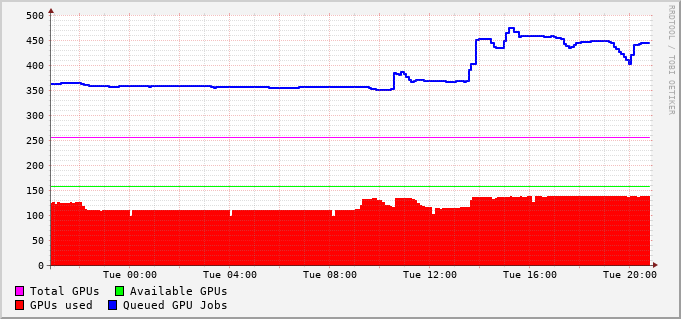 500
450
400
350
300
250
200
150
100
50
0
Tue 00:00 Tue 04:00 Tue 08:00 Tue 12:00 Tue 16:00 Tue 20:00
Total GPUs Available GPUs
GPUs used Queued GPU Jobs
RRDTOOL / TOBI OETIKER